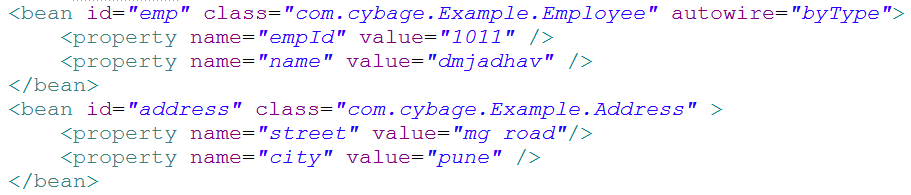 <bean id="emp" class="com.cybage.Example.Employee" autowire="byType">
<property name="empId" value="1011" />
<property name="name" value="dmjadhav" />
</bean>
<bean id="address" class="com.cybage.Example.Address" >
<property name="street" value="mg road"/>
<property name="city" value="pune" />
</bean>